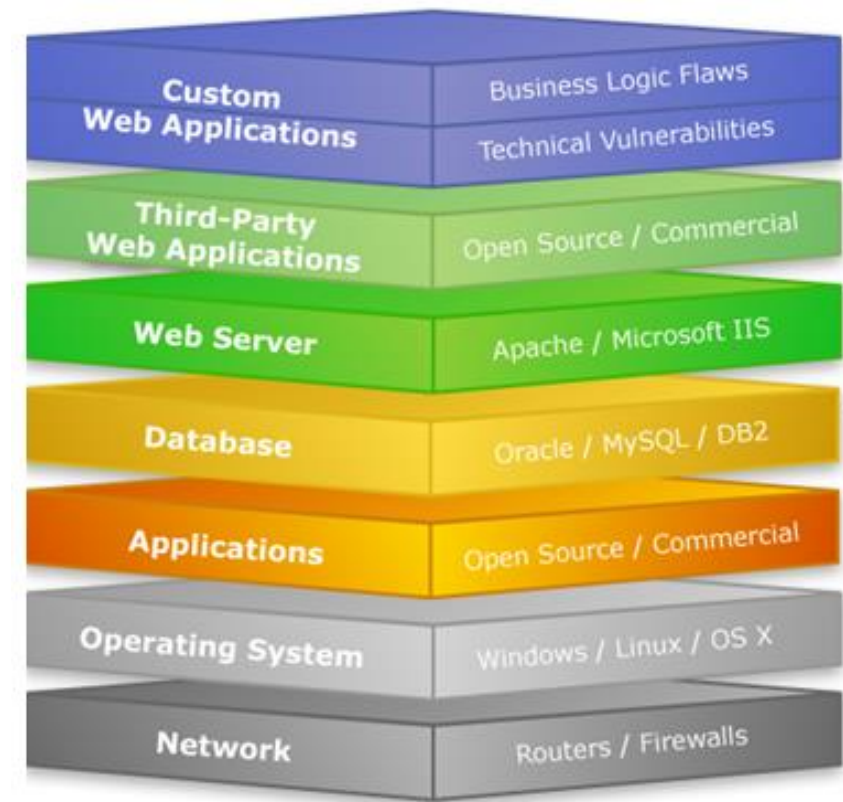 Custom
Web Applications
Business Logic Flaws
Technical Vulnerabilities
Third-Party
Web Applications
Open Source / Commercial
Web Server
Apache / Microsoft IIS
Database
Oracle / MySQL / DB2
Applications
Open Source / Commercial
Operating System
Windows / Linux / OS X
Network
Routers / Firewalls